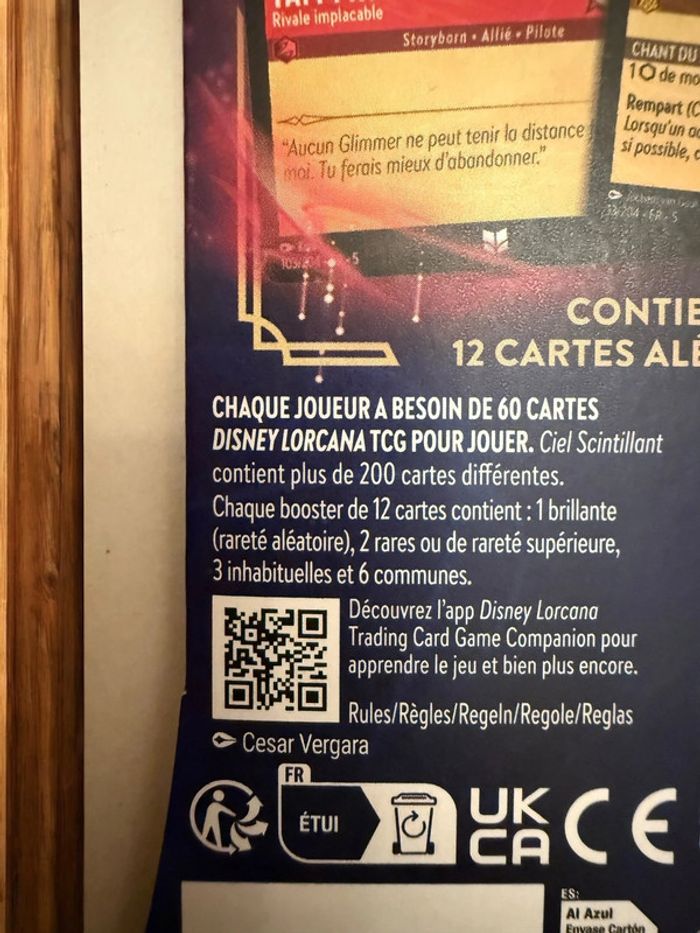 Rivale implacable
Storyborn • Allié • Pilote
"Aucun Glimmer ne peut tenir la distance
moi. Tu ferais mieux d'abandonner."
CHANT DU
1 de mo
Rempart (C
Lorsqu'un a
si possible, c
204 • FR • 5
5
CONTIE
12 CARTES ALÉ
CHAQUE JOUEUR A BESOIN DE 60 CARTES
DISNEY LORCANA TCG POUR JOUER. Ciel Scintillant
contient plus de 200 cartes différentes.
Chaque booster de 12 cartes contient : 1 brillante
(rareté aléatoire), 2 rares ou de rareté supérieure,
3 inhabituelles et 6 communes.
Découvrez l'app Disney Lorcana
Trading Card Game Companion pour
apprendre le jeu et bien plus encore.
Rules/Règles/Regeln/Regole/Reglas
Cesar Vergara
FR
ÉTUI
UK
CA
CE
ES:
Al Azul
Envase Cartón